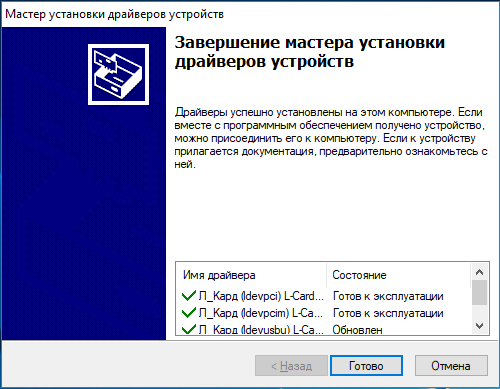 Мастер установки драйверов устройств
Завершение мастера установки
драйверов устройств
Драйверы успешно установлены на этом компьютере. Если
вместе с программным обеспечением получено устройство,
можно присоединить его к компьютеру. Если к устройству
прилагается документация, предварительно ознакомьтесь с
ней.
Имя драйвера Состояние
Л_Кард (ldevpci) L-Card... Готов к эксплуатации
Л_Кард (ldevpcim) L-Ca... Готов к эксплуатации
Л_Кард (ldevusbu) L-Ca... Обновлен
< Назад Готово Отмена